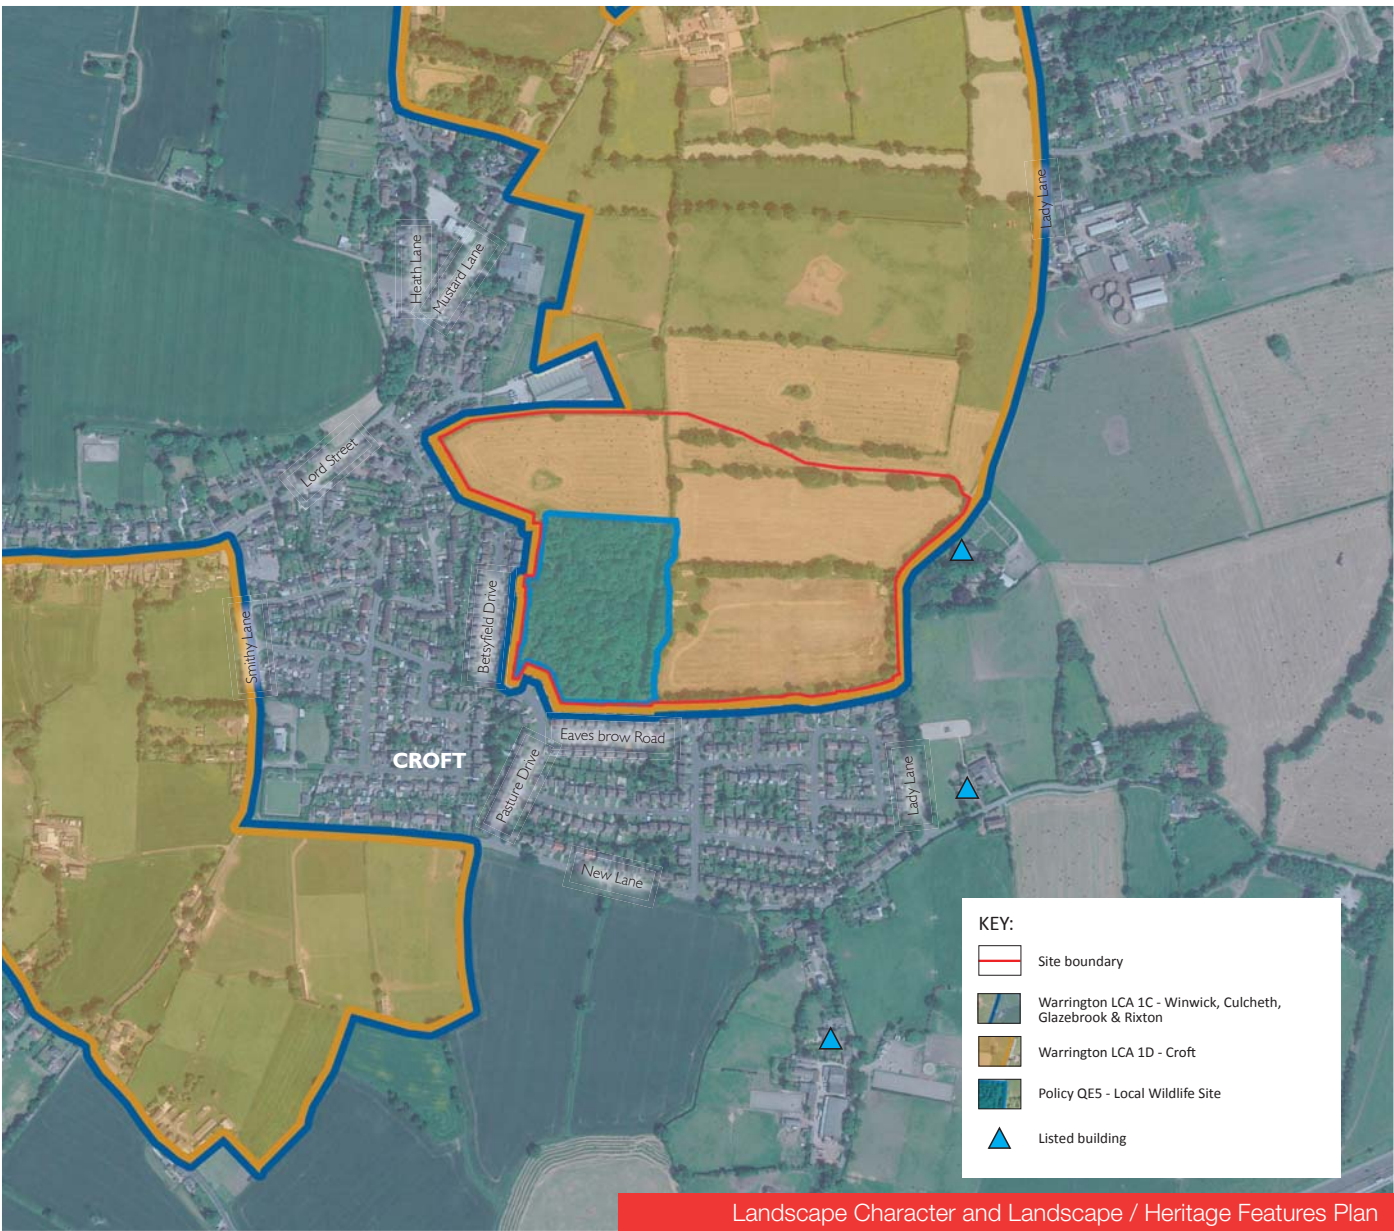 Lady Lane
Heath Lane
Mustard Lane
Lord Street
Betsyfield Drive
Smithy Lane
Eaves brow Road
CROFT
Pasture Drive
Lady Lane
New Lane
KEY:
Site boundary
Warrington LCA 1C - Winwick, Culcheth,
Glazebrook & Rixton
Warrington LCA 1D - Croft
Policy QE5 - Local Wildlife Site
Listed building
Landscape Character and Landscape / Heritage Features Plan